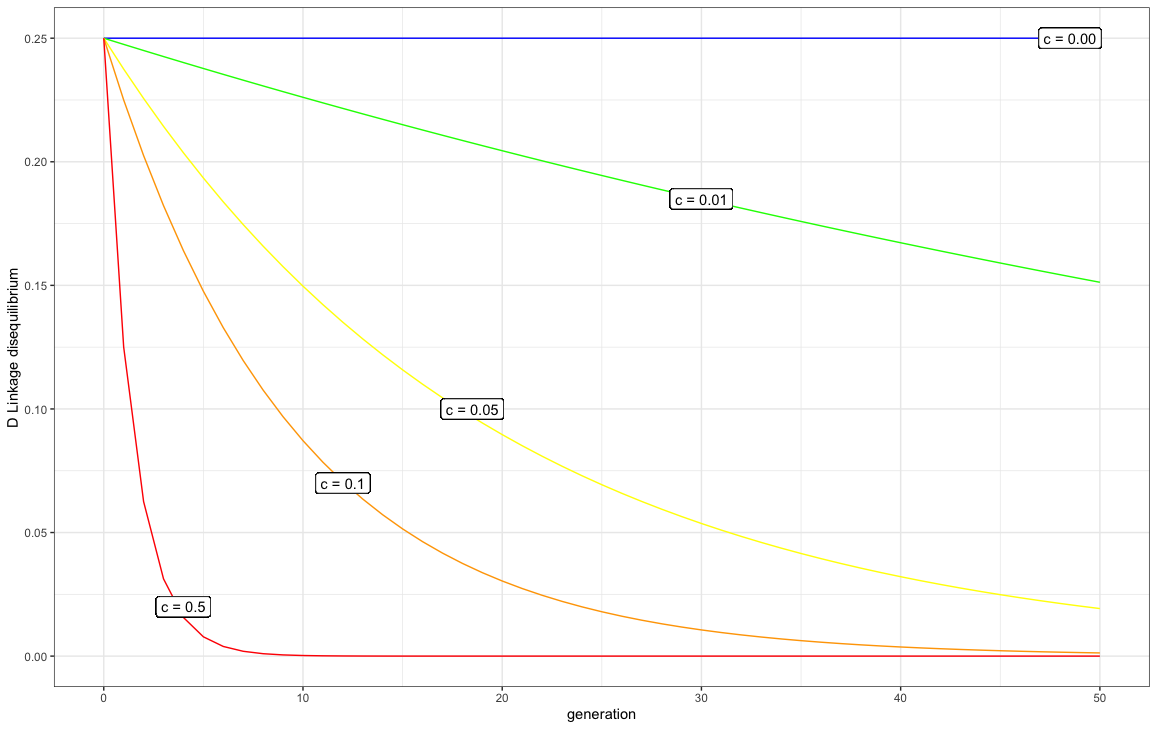 D Linkage disequilibrium
0.25
0.20
0.15
0.10
0.05
0.00
c = 0.00
c = 0.01
c = 0.05
c = 0.1
c = 0.5
0
10
20
30
40
50
generation